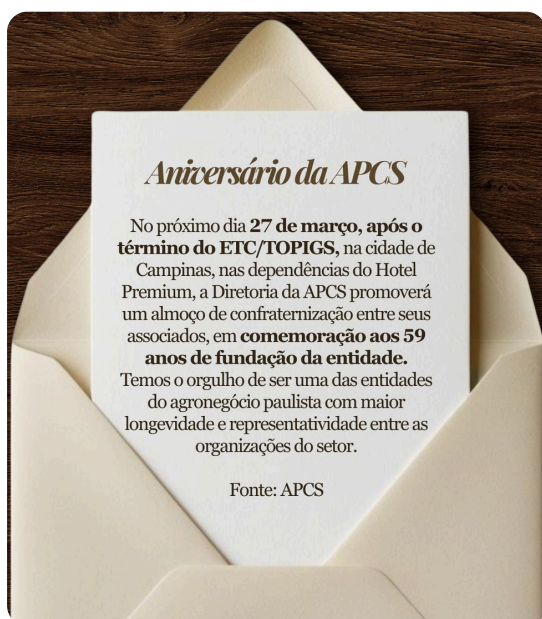 Aniversário da APCS
No próximo dia 27 de março, após o
término do ETC/TOPIGS, na cidade de
Campinas, nas dependências do Hotel
Premium, a Diretoria da APCS promoverá
um almoço de confraternização entre seus
associados, em comemoração aos 59
anos de fundação da entidade.
Temos o orgulho de ser uma das entidades
do agronegócio paulista com maior
longevidade e representatividade entre as
organizações do setor.
Fonte: APCS